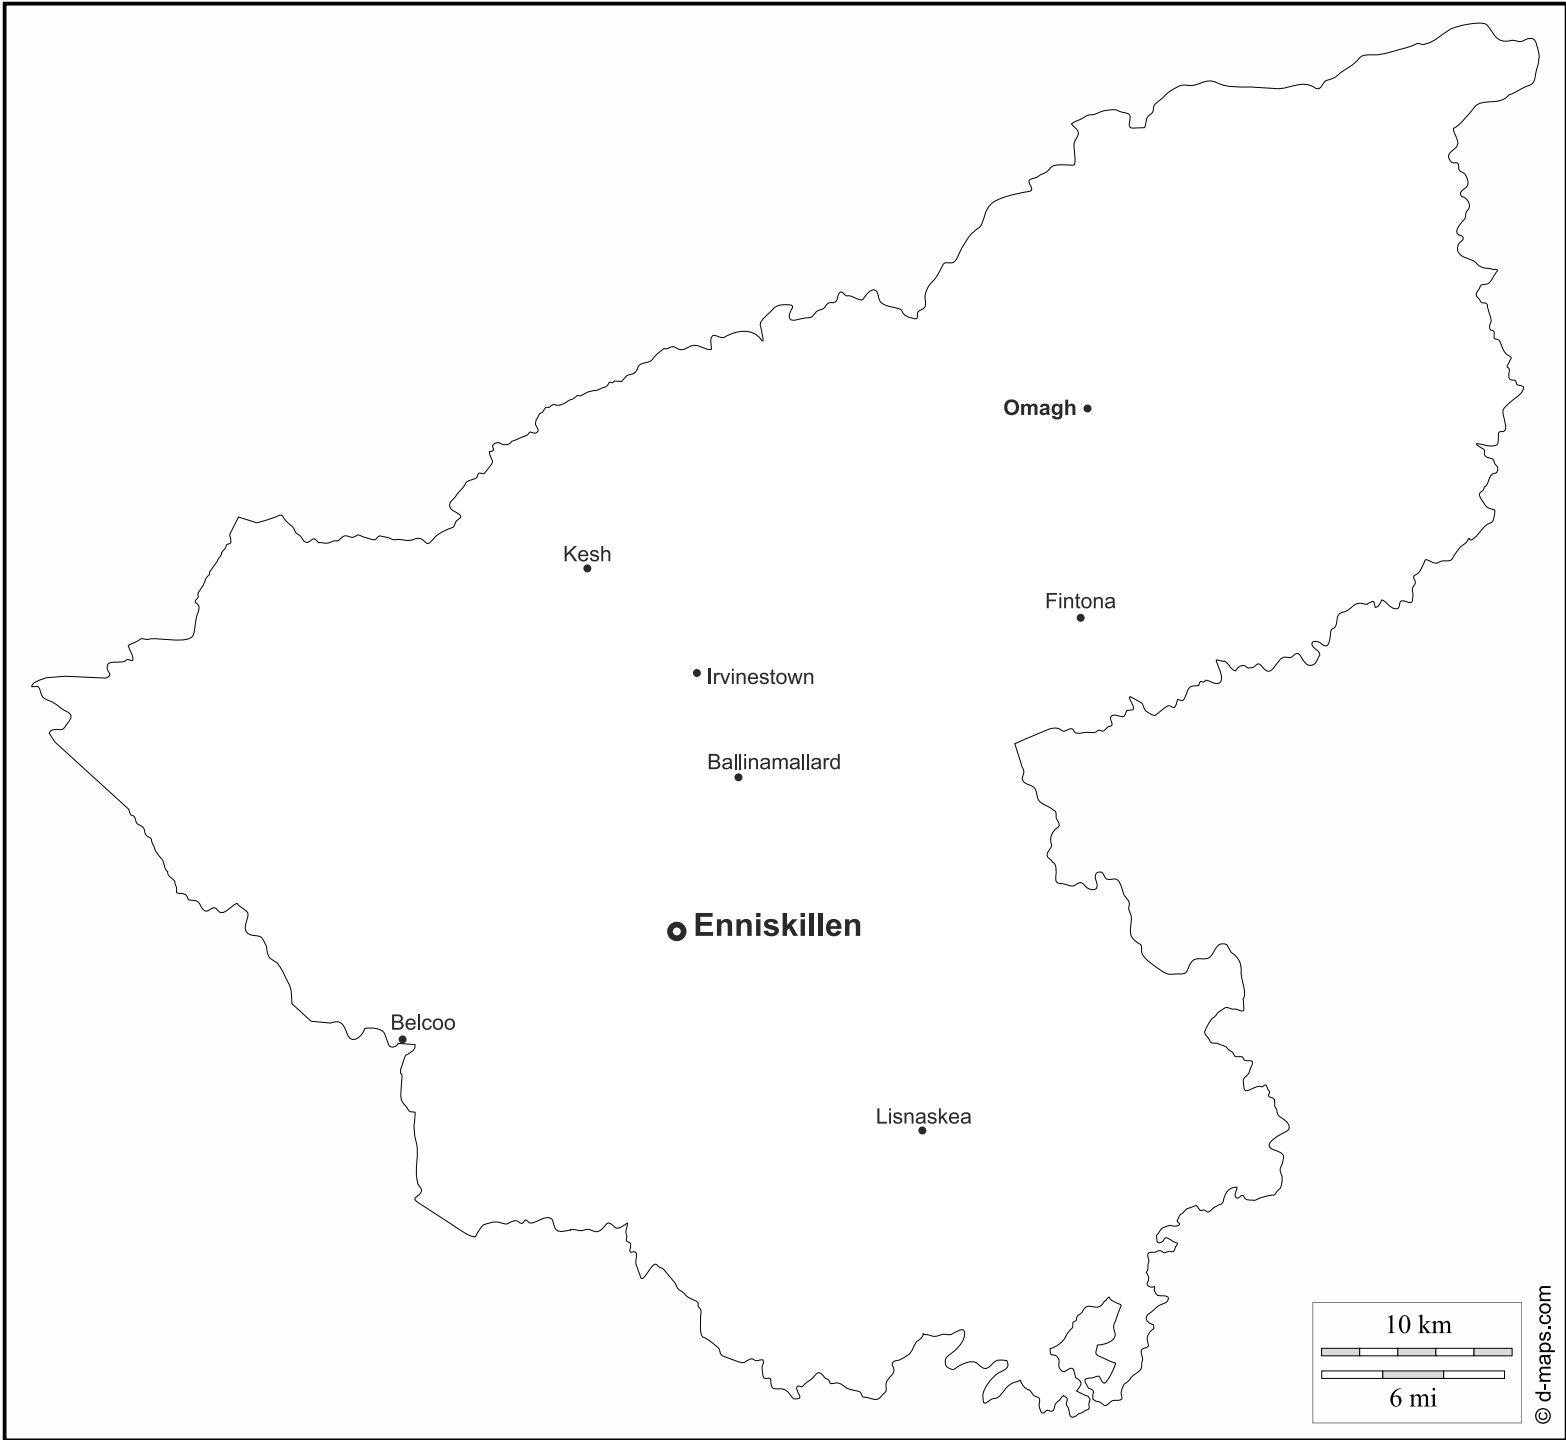 Omagh
Kesh
Fintona
Irvinestown
Ballinamallard
Enniskillen
Belcoo
Lisnaskea
10 km
6 mi
© d-maps.com